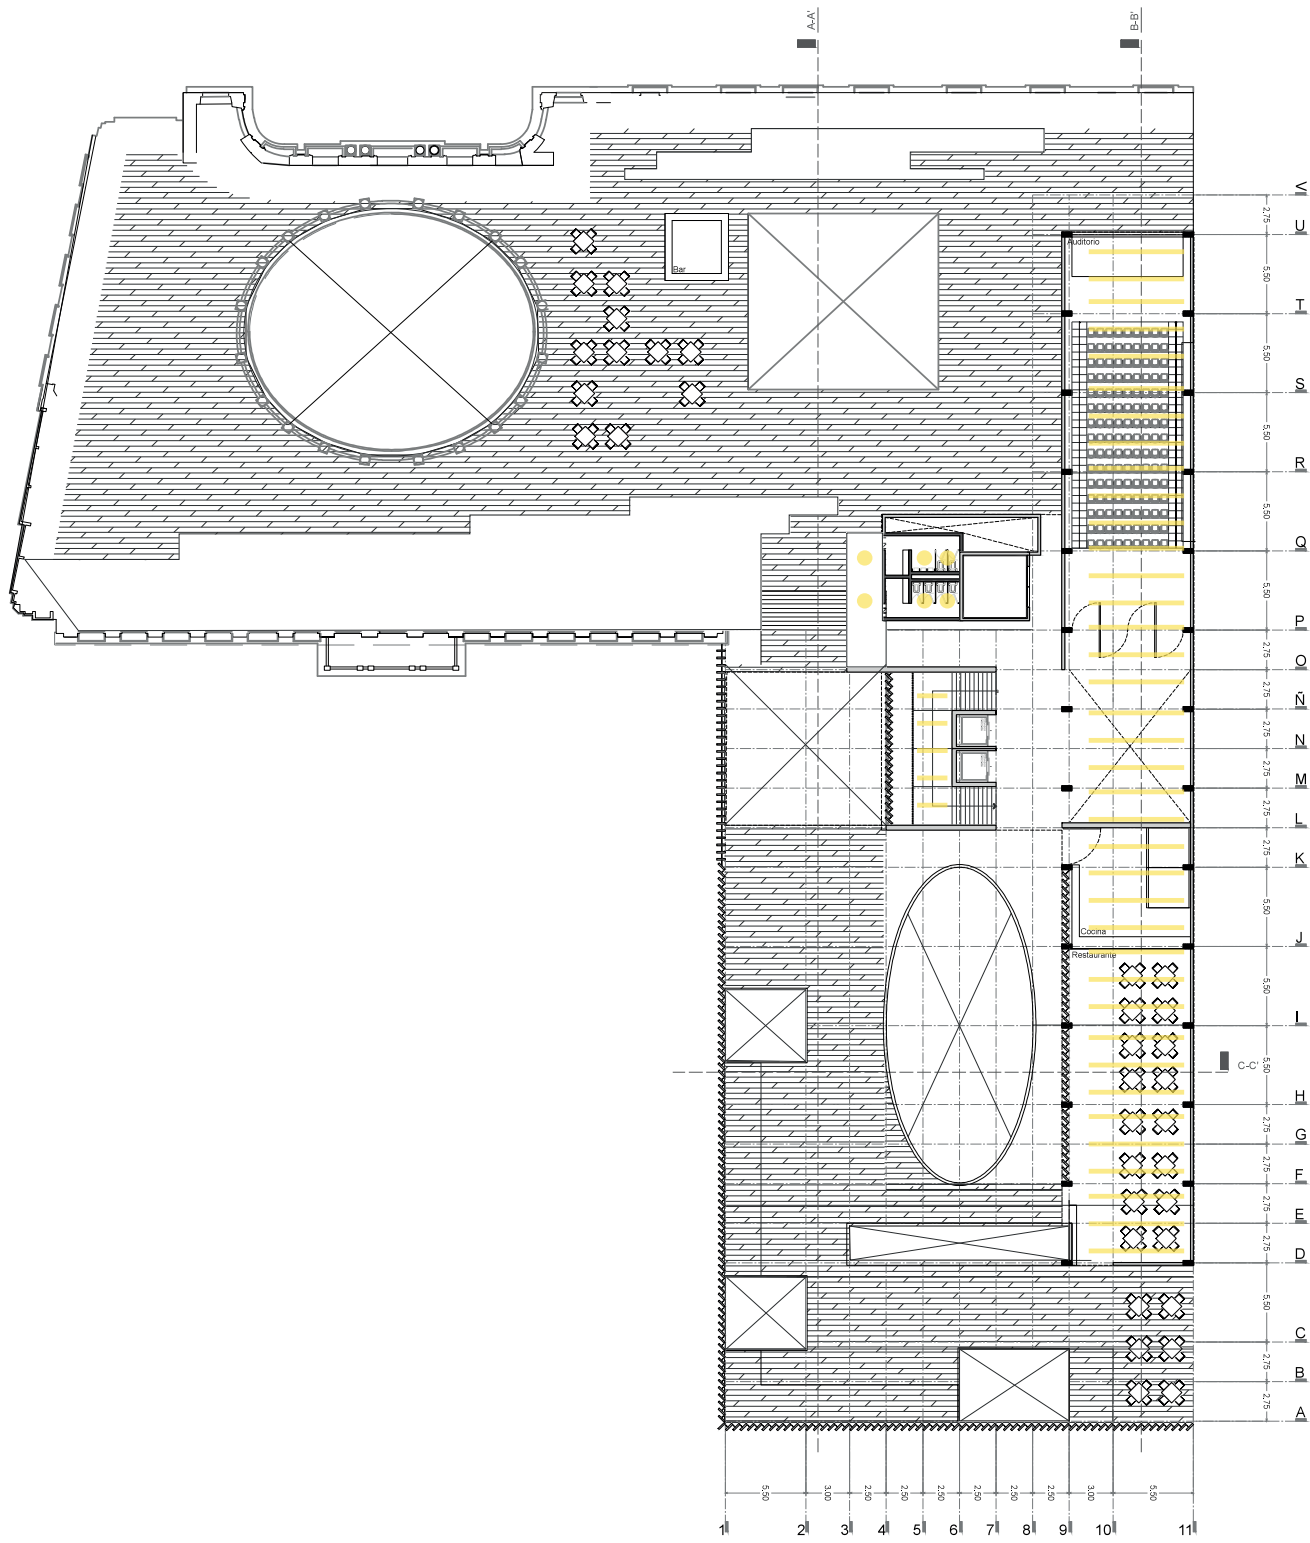 A-A'
B-B'
V
2,75
U
Auditorio
5,50
Bar
T
5,50
S
5,50
R
5,50
Q
5,50
P
2,75
O
2,75
Ñ
2,75
N
2,75
M
2,75
L
2,75
K
5,50
Cocina
J
Restaurante
5,50
I
5,50
C-C'
H
2,75
G
2,75
F
2,75
E
2,75
D
5,50
C
2,75
B
2,75
A
5,50
3,00
2,50
2,50
2,50
2,50
2,50
2,50
3,00
5,50
1 2 3 4 5 6 7 8 9 10 11